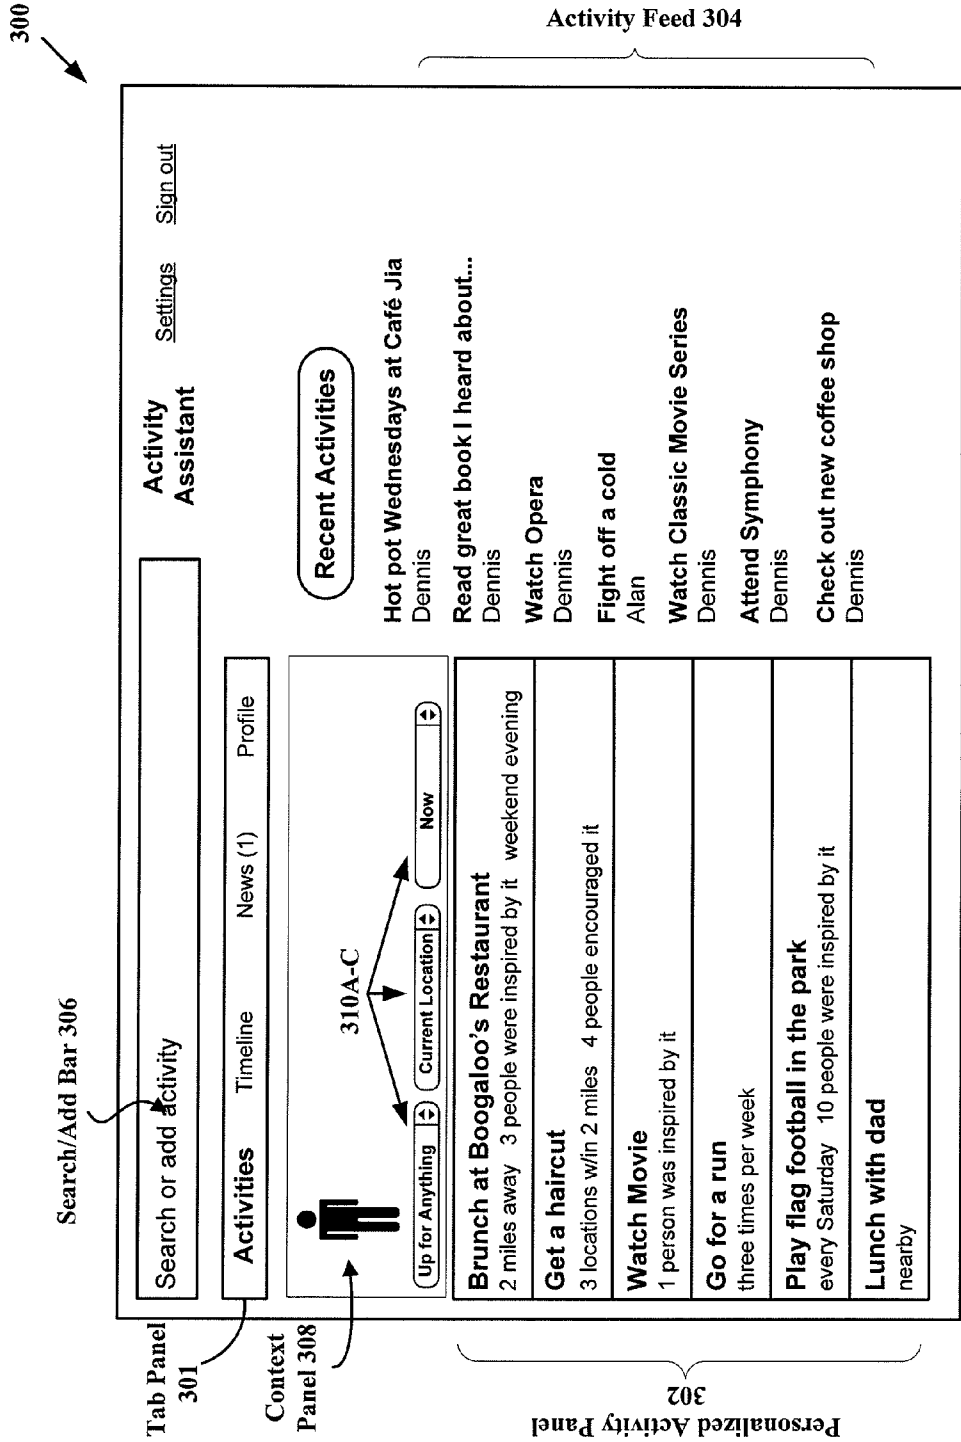 300
Search/Add Bar 306
Search or add activity
Activity
Assistant
Settings
Sign out
Tab Panel
301
Activities
Timeline
News (1)
Profile
Context
Panel 308
310A-C
Up for Anything
Current Location
Now
Recent Activities
Activity Feed 304
Hot pot Wednesdays at Café Jia
Dennis
Read great book I heard about...
Dennis
Watch Opera
Dennis
Fight off a cold
Alan
Watch Classic Movie Series
Dennis
Attend Symphony
Dennis
Check out new coffee shop
Dennis
Personalized Activity Panel
302
Brunch at Boogaloo's Restaurant
2 miles away 3 people were inspired by it weekend evening
Get a haircut
3 locations w/in 2 miles 4 people encouraged it
Watch Movie
1 person was inspired by it
Go for a run
three times per week
Play flag football in the park
every Saturday 10 people were inspired by it
Lunch with dad
nearby